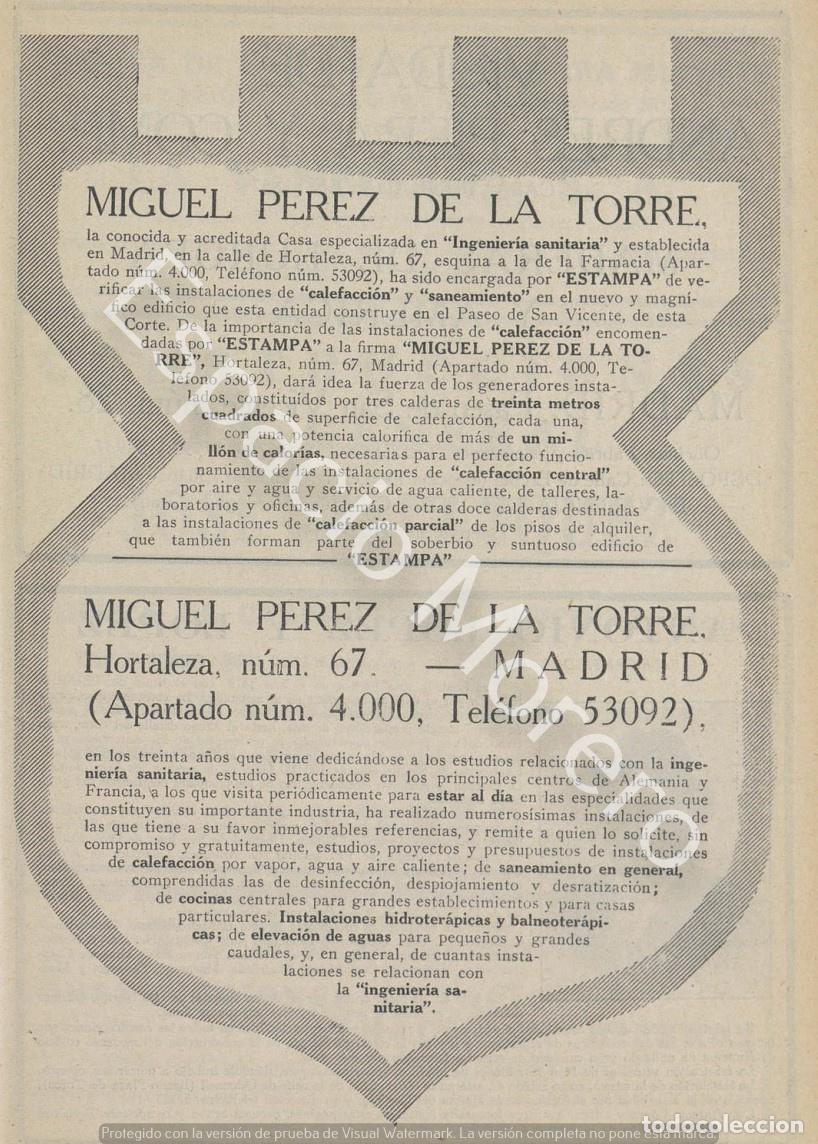 MIGUEL PEREZ DE LA TORRE,
la conocida y acreditada Casa especializada en "Ingeniería sanitaria" y establecida
en Madrid, en la calle de Hortaleza, núm. 67, esquina a la de la Farmacia (Apar-
tado núm. 4.000, Teléfono núm. 53092), ha sido encargada por "ESTAMPA" de ve-
rificar las instalaciones de "calefacción" y "saneamiento" en el nuevo y magní-
fico edificio que esta entidad construye en el Paseo de San Vicente, de esta
Corte. De la importancia de las instalaciones de "calefacción" encomen-
dadas por "ESTAMPA" a la firma "MIGUEL PEREZ DE LA TO-
RRE", Hortaleza, núm. 67, Madrid (Apartado núm. 4.000, Te-
léfono 53092), dará idea la fuerza de los generadores insta-
lados, constituídos por tres calderas de treinta metros
cuadrados de superficie de calefacción, cada una,
con una potencia calorífica de más de un mi-
llón de calorías, necesarias para el perfecto funcio-
namiento de las instalaciones de "calefacción central"
por aire y agua y servicio de agua caliente, de talleres, la-
boratorios y oficinas, además de otras doce calderas destinadas
a las instalaciones de "calefacción parcial" de los pisos de alquiler,
que también forman parte del soberbio y suntuoso edificio de
"ESTAMPA"
MIGUEL PEREZ DE LA TORRE.
Hortaleza, núm. 67. — MADRID
(Apartado núm. 4.000, Teléfono 53092),
en los treinta años que viene dedicándose a los estudios relacionados con la inge-
niería sanitaria, estudios practicados en los principales centros de Alemania y
Francia, a los que visita periódicamente para estar al día en las especialidades que
constituyen su importante industria, ha realizado numerosísimas instalaciones, de
las que tiene a su favor inmejorables referencias, y remite a quien lo solicite, sin
compromiso y gratuitamente, estudios, proyectos y presupuestos de instalaciones
de calefacción por vapor, agua y aire caliente; de saneamiento en general,
comprendidas las de desinfección, despiojamiento y desratización;
de cocinas centrales para grandes establecimientos y para casas
particulares. Instalaciones hidroterápicas y balneoterápi-
cas; de elevación de aguas para pequeños y grandes
caudales, y, en general, de cuantas insta-
laciones se relacionan con
la "ingeniería sa-
nitaria".
Epacio Moreno
todocoleccion
Protegido con la versión de prueba de Visual Watermark. La versión completa no pone esta marca.